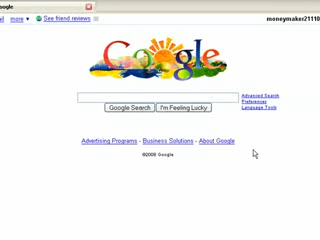 oogle
See friend reviews
moneymaker21110
Google
Advanced Search
Preferences
Language Tools
Google Search I'm Feeling Lucky
Advertising Programs - Business Solutions - About Google
©2008 Google